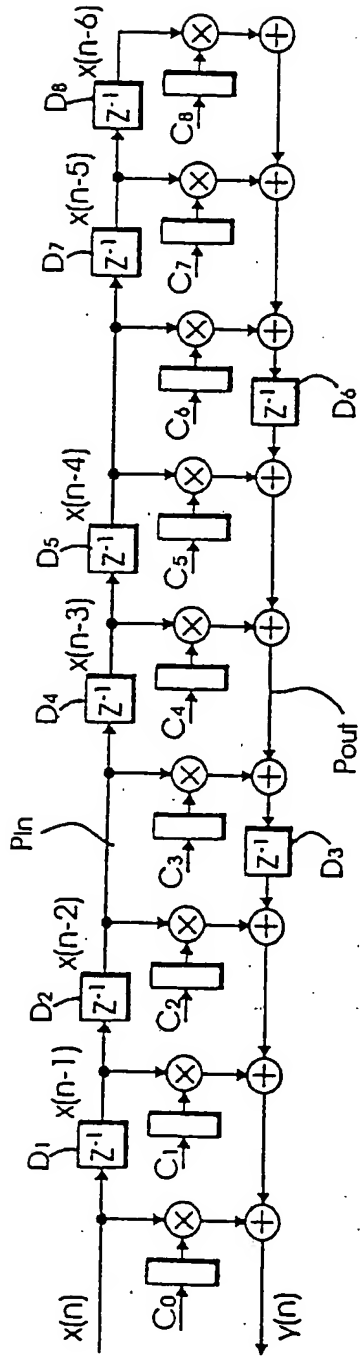 x(n) x(n-1) x(n-2) x(n-3) x(n-4) x(n-5) x(n-6)
D1 D2 D4 D5 D7 D8
Z-1 Z-1 Z-1 Z-1 Z-1 Z-1
PIn
C0 C1 C2 C3 C4 C5 C6 C7 C8
Z-1 Z-1
y(n) D3 Pout D6